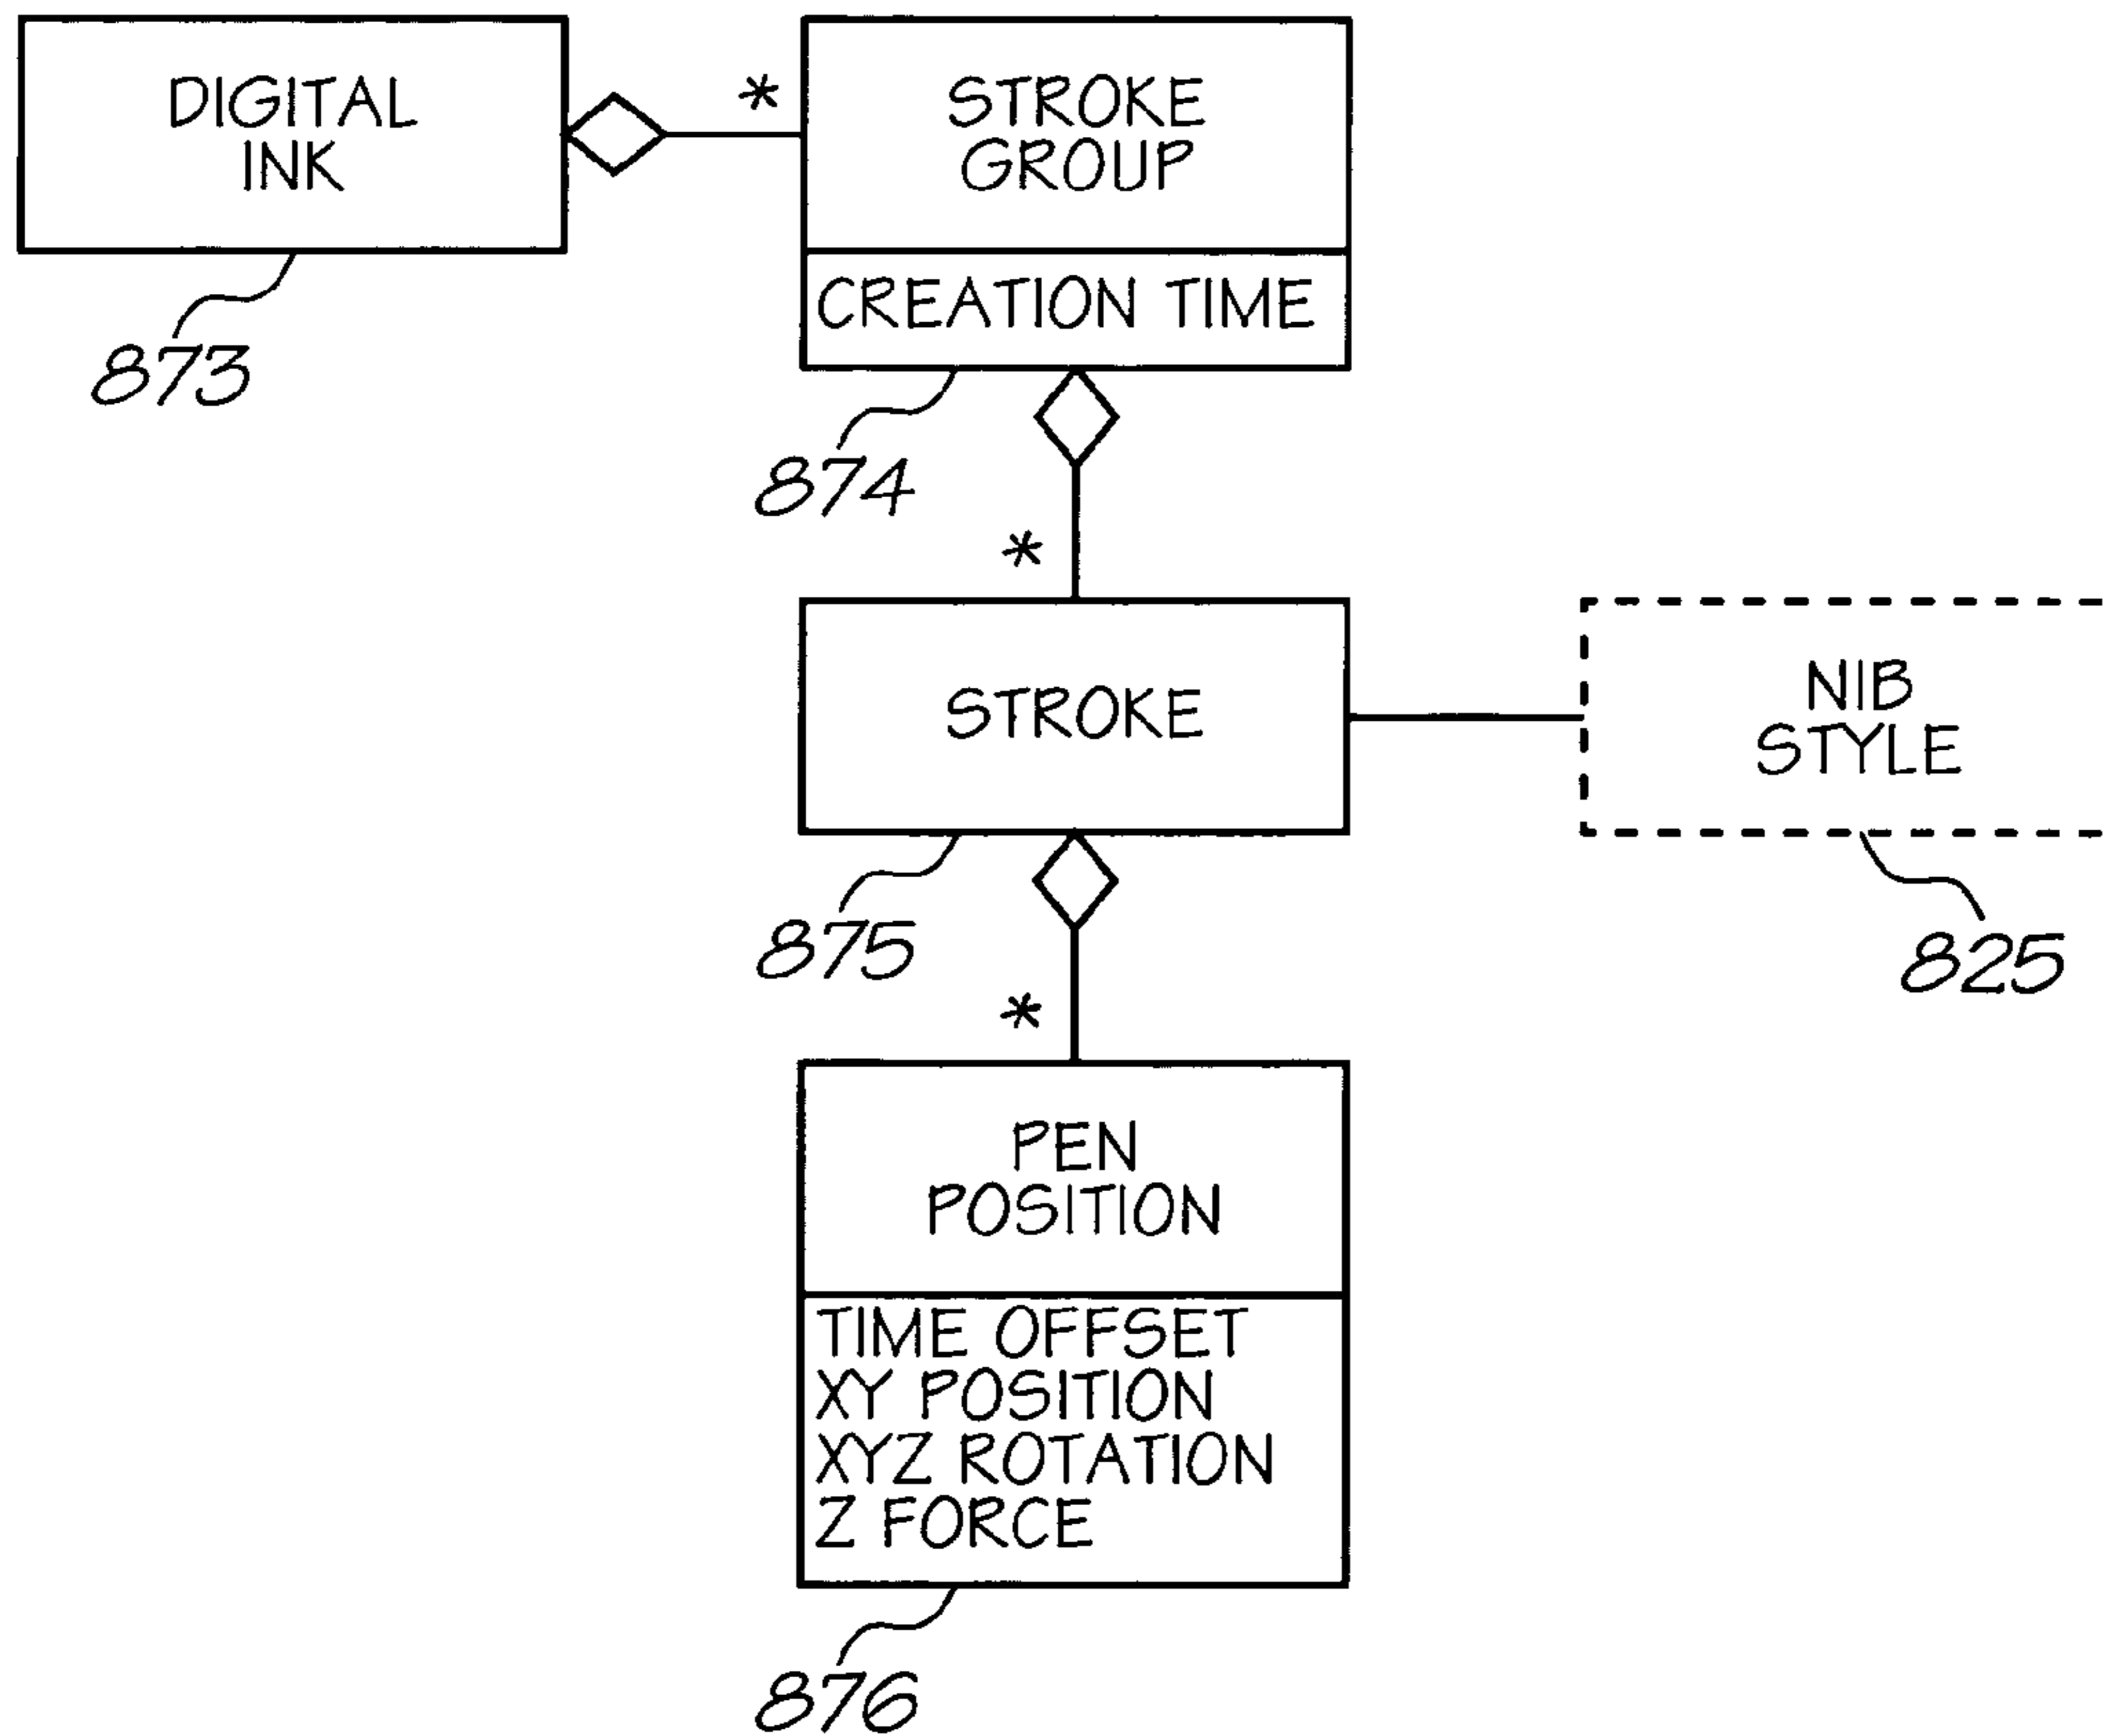 DIGITAL
INK
*
STROKE
GROUP
CREATION TIME
873
874
*
STROKE
NIB
STYLE
875
825
*
PEN
POSITION
TIME OFFSET
XY POSITION
XYZ ROTATION
Z FORCE
876